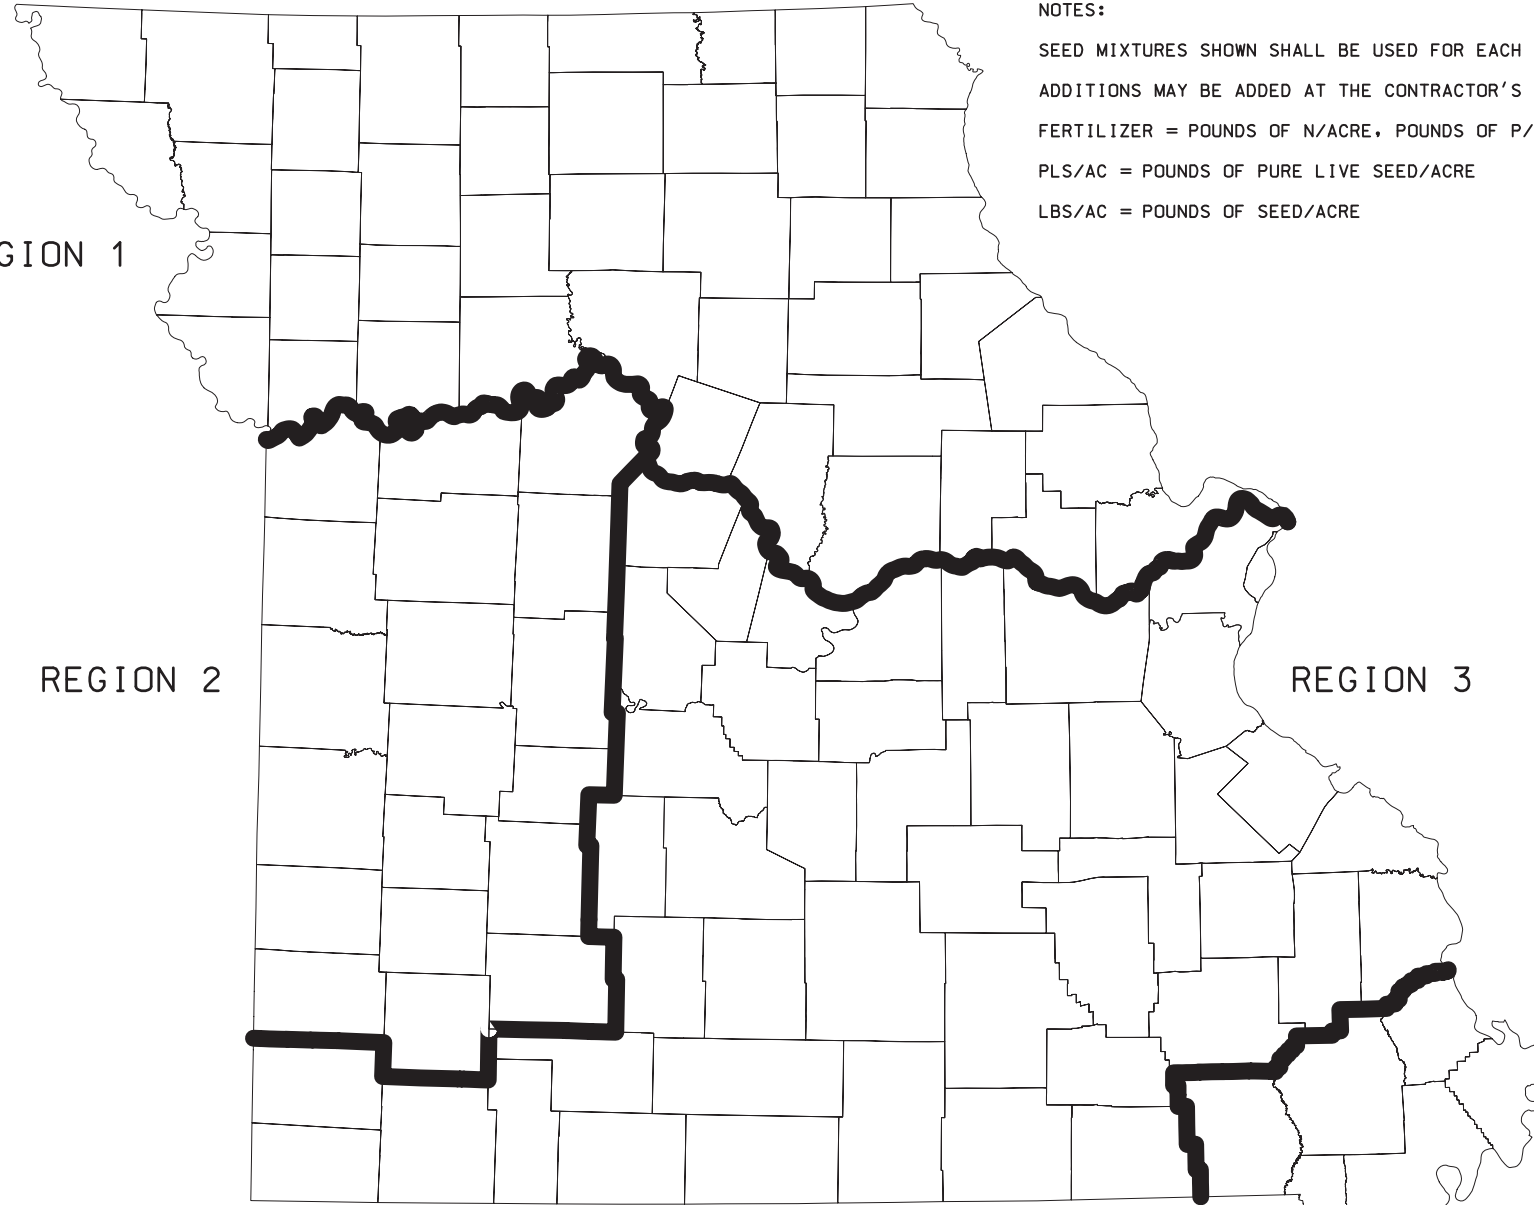 NOTES:
SEED MIXTURES SHOWN SHALL BE USED FOR EACH
ADDITIONS MAY BE ADDED AT THE CONTRACTOR'S
FERTILIZER = POUNDS OF N/ACRE, POUNDS OF P/
PLS/AC = POUNDS OF PURE LIVE SEED/ACRE
LBS/AC = POUNDS OF SEED/ACRE
GION 1
REGION 2
REGION 3